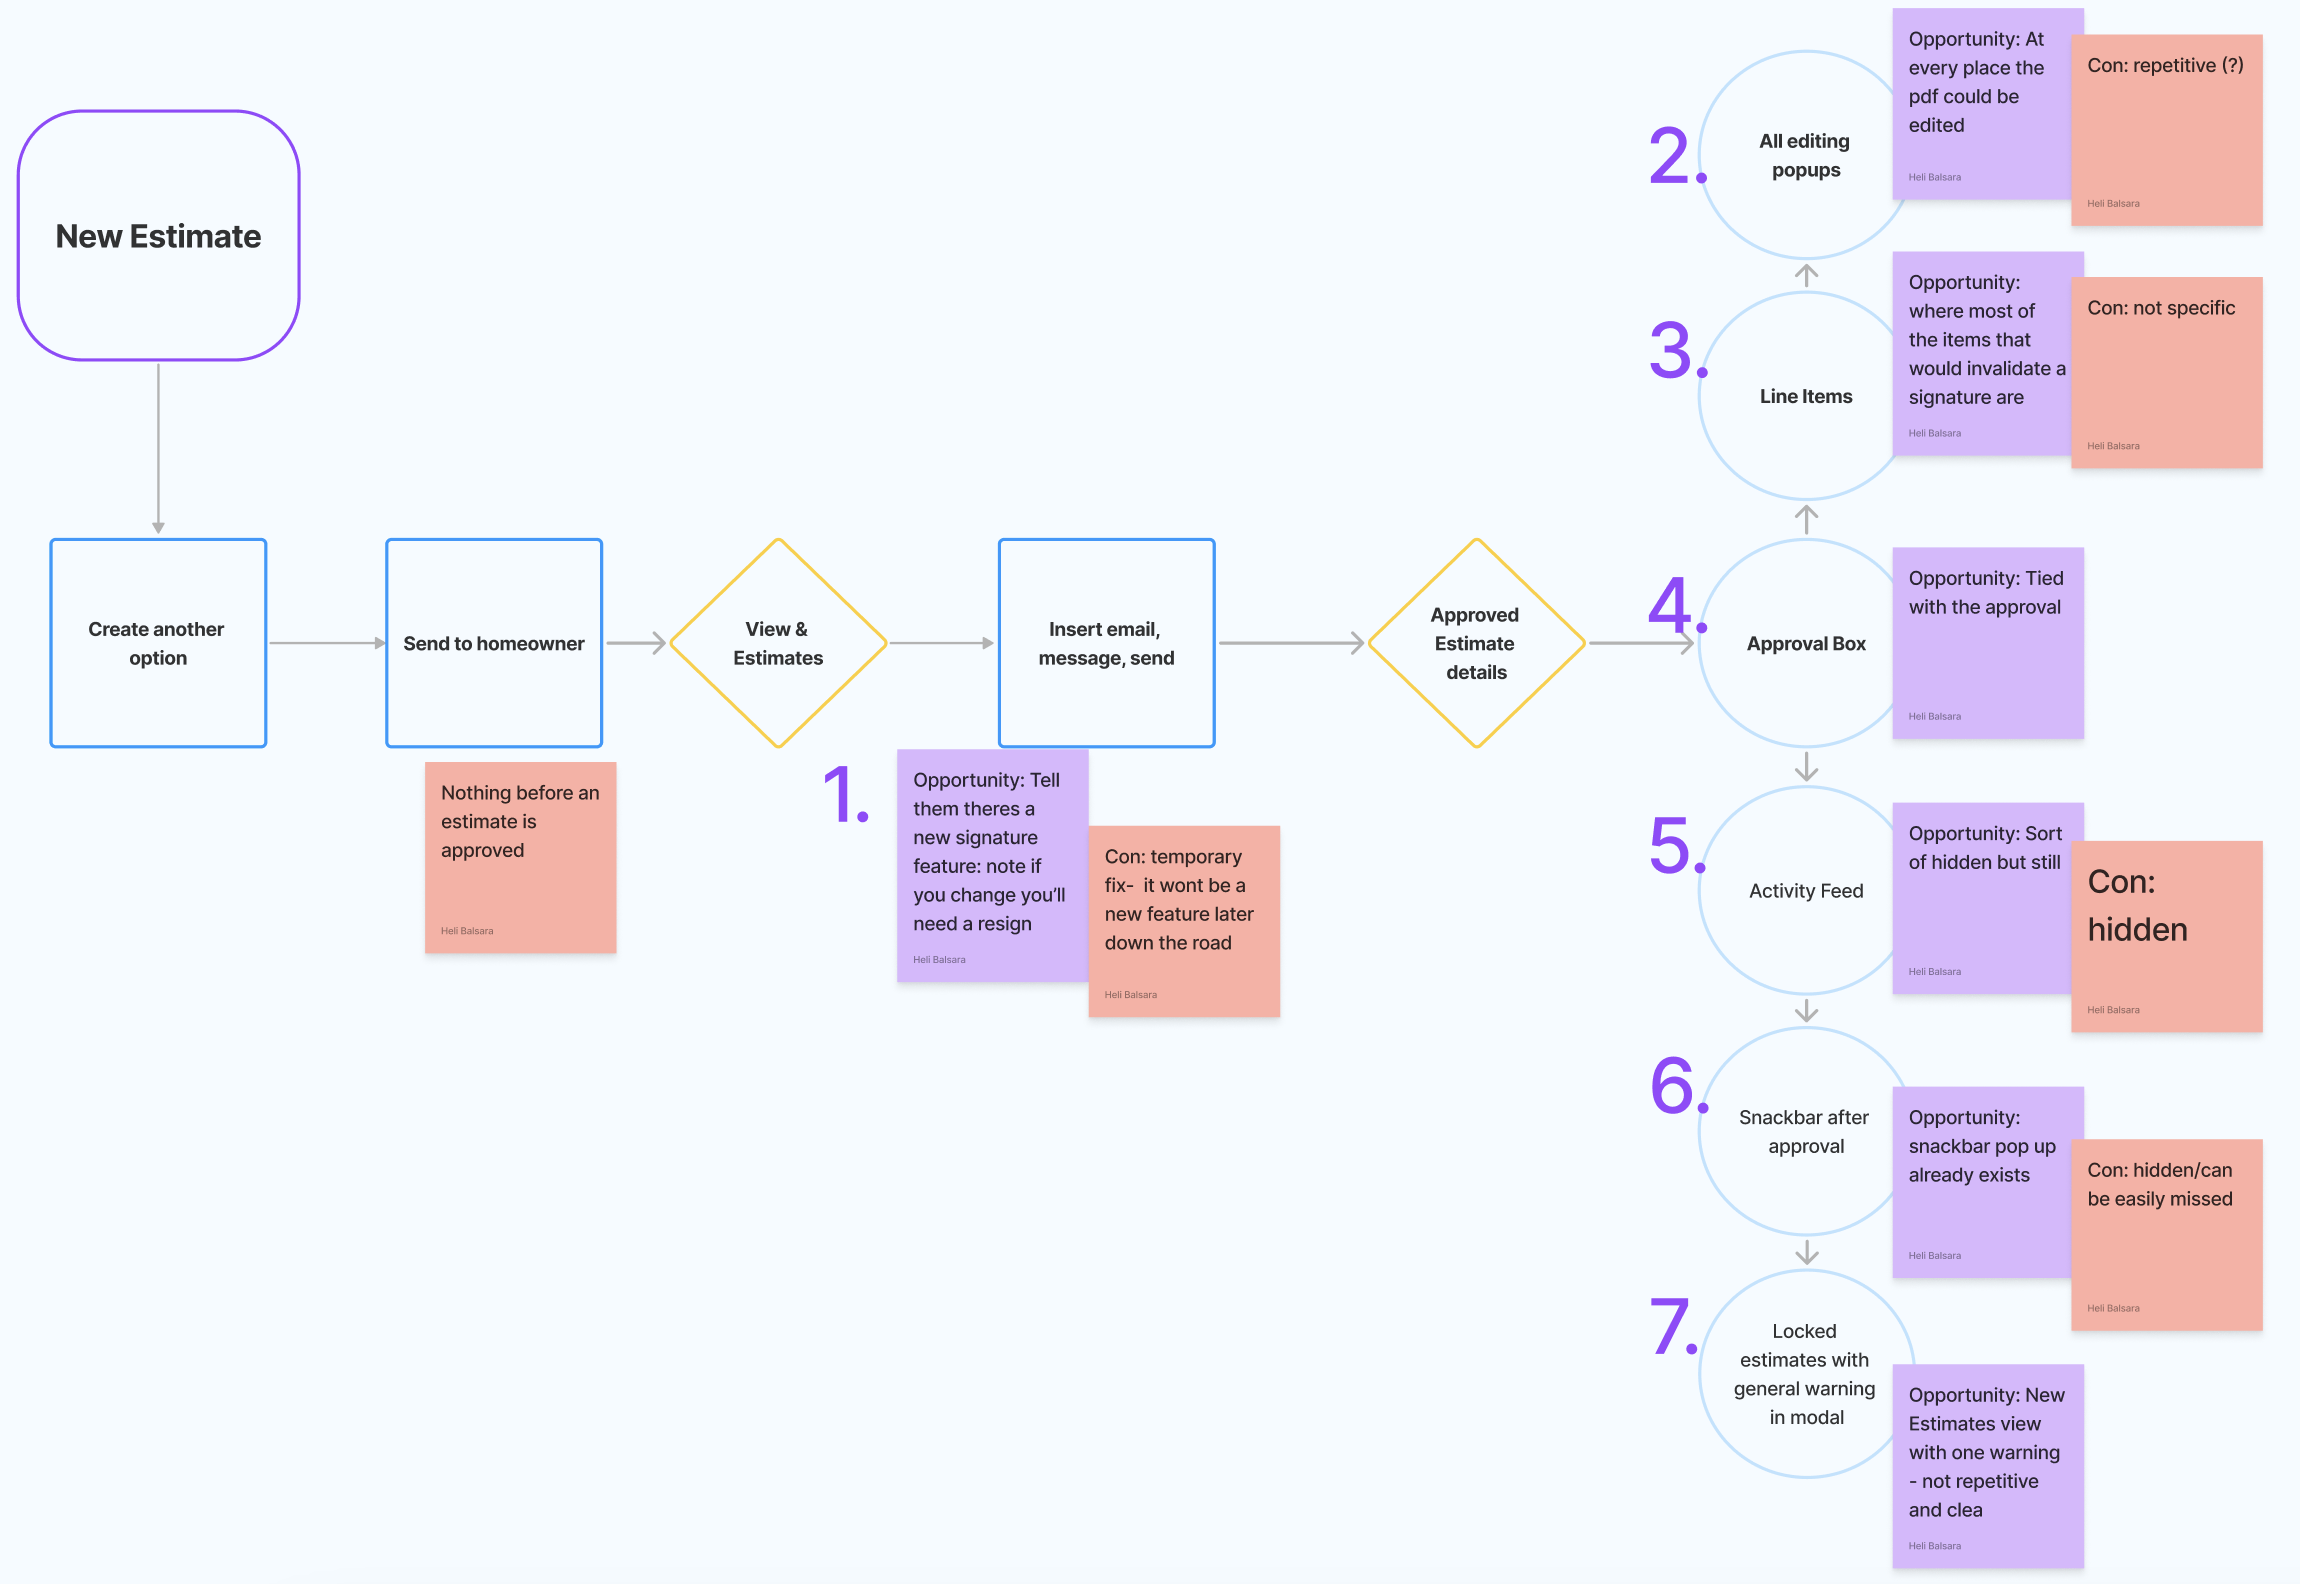 New Estimate
Create another
option
Send to homeowner
Nothing before an
estimate is
approved
Heli Balsara
View &
Estimates
Insert email,
message, send
1.
Opportunity: Tell
them theres a
new signature
feature: note if
you change you'll
need a resign
Heli Balsara
Con: temporary
fix-  it wont be a
new feature later
down the road
Heli Balsara
Approved
Estimate
details
2.
All editing
popups
Opportunity: At
every place the
pdf could be
edited
Heli Balsara
Con: repetitive (?)
Heli Balsara
3.
Line Items
Opportunity:
where most of
the items that
would invalidate a
signature are
Heli Balsara
Con: not specific
Heli Balsara
4.
Approval Box
Opportunity: Tied
with the approval
Heli Balsara
5.
Activity Feed
Opportunity: Sort
of hidden but still
Heli Balsara
Con:
hidden
Heli Balsara
6.
Snackbar after
approval
Opportunity:
snackbar pop up
already exists
Heli Balsara
Con: hidden/can
be easily missed
Heli Balsara
7.
Locked
estimates with
general warning
in modal
Opportunity: New
Estimates view
with one warning
- not repetitive
and clea
Heli Balsara